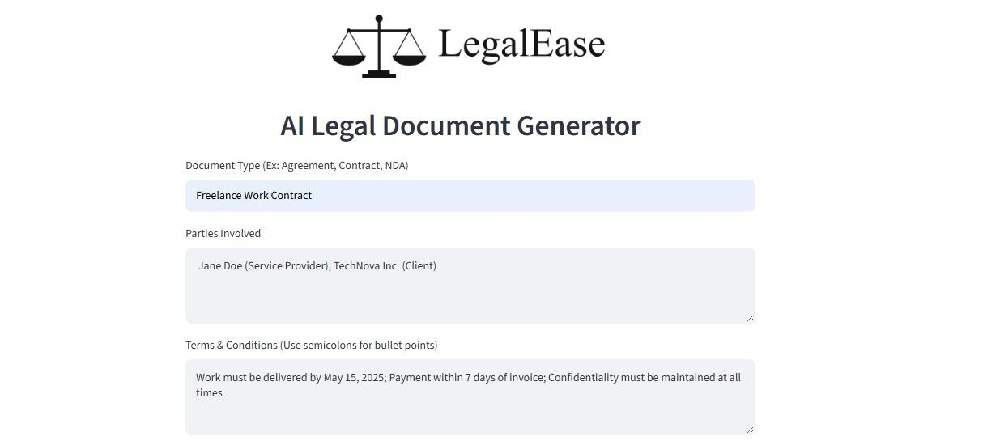 LegalEase
AI Legal Document Generator
Document Type (Ex: Agreement, Contract, NDA)
Freelance Work Contract
Parties Involved
Jane Doe (Service Provider), TechNova Inc. (Client)
Terms & Conditions (Use semicolons for bullet points)
Work must be delivered by May 15, 2025; Payment within 7 days of invoice; Confidentiality must be maintained at all
times